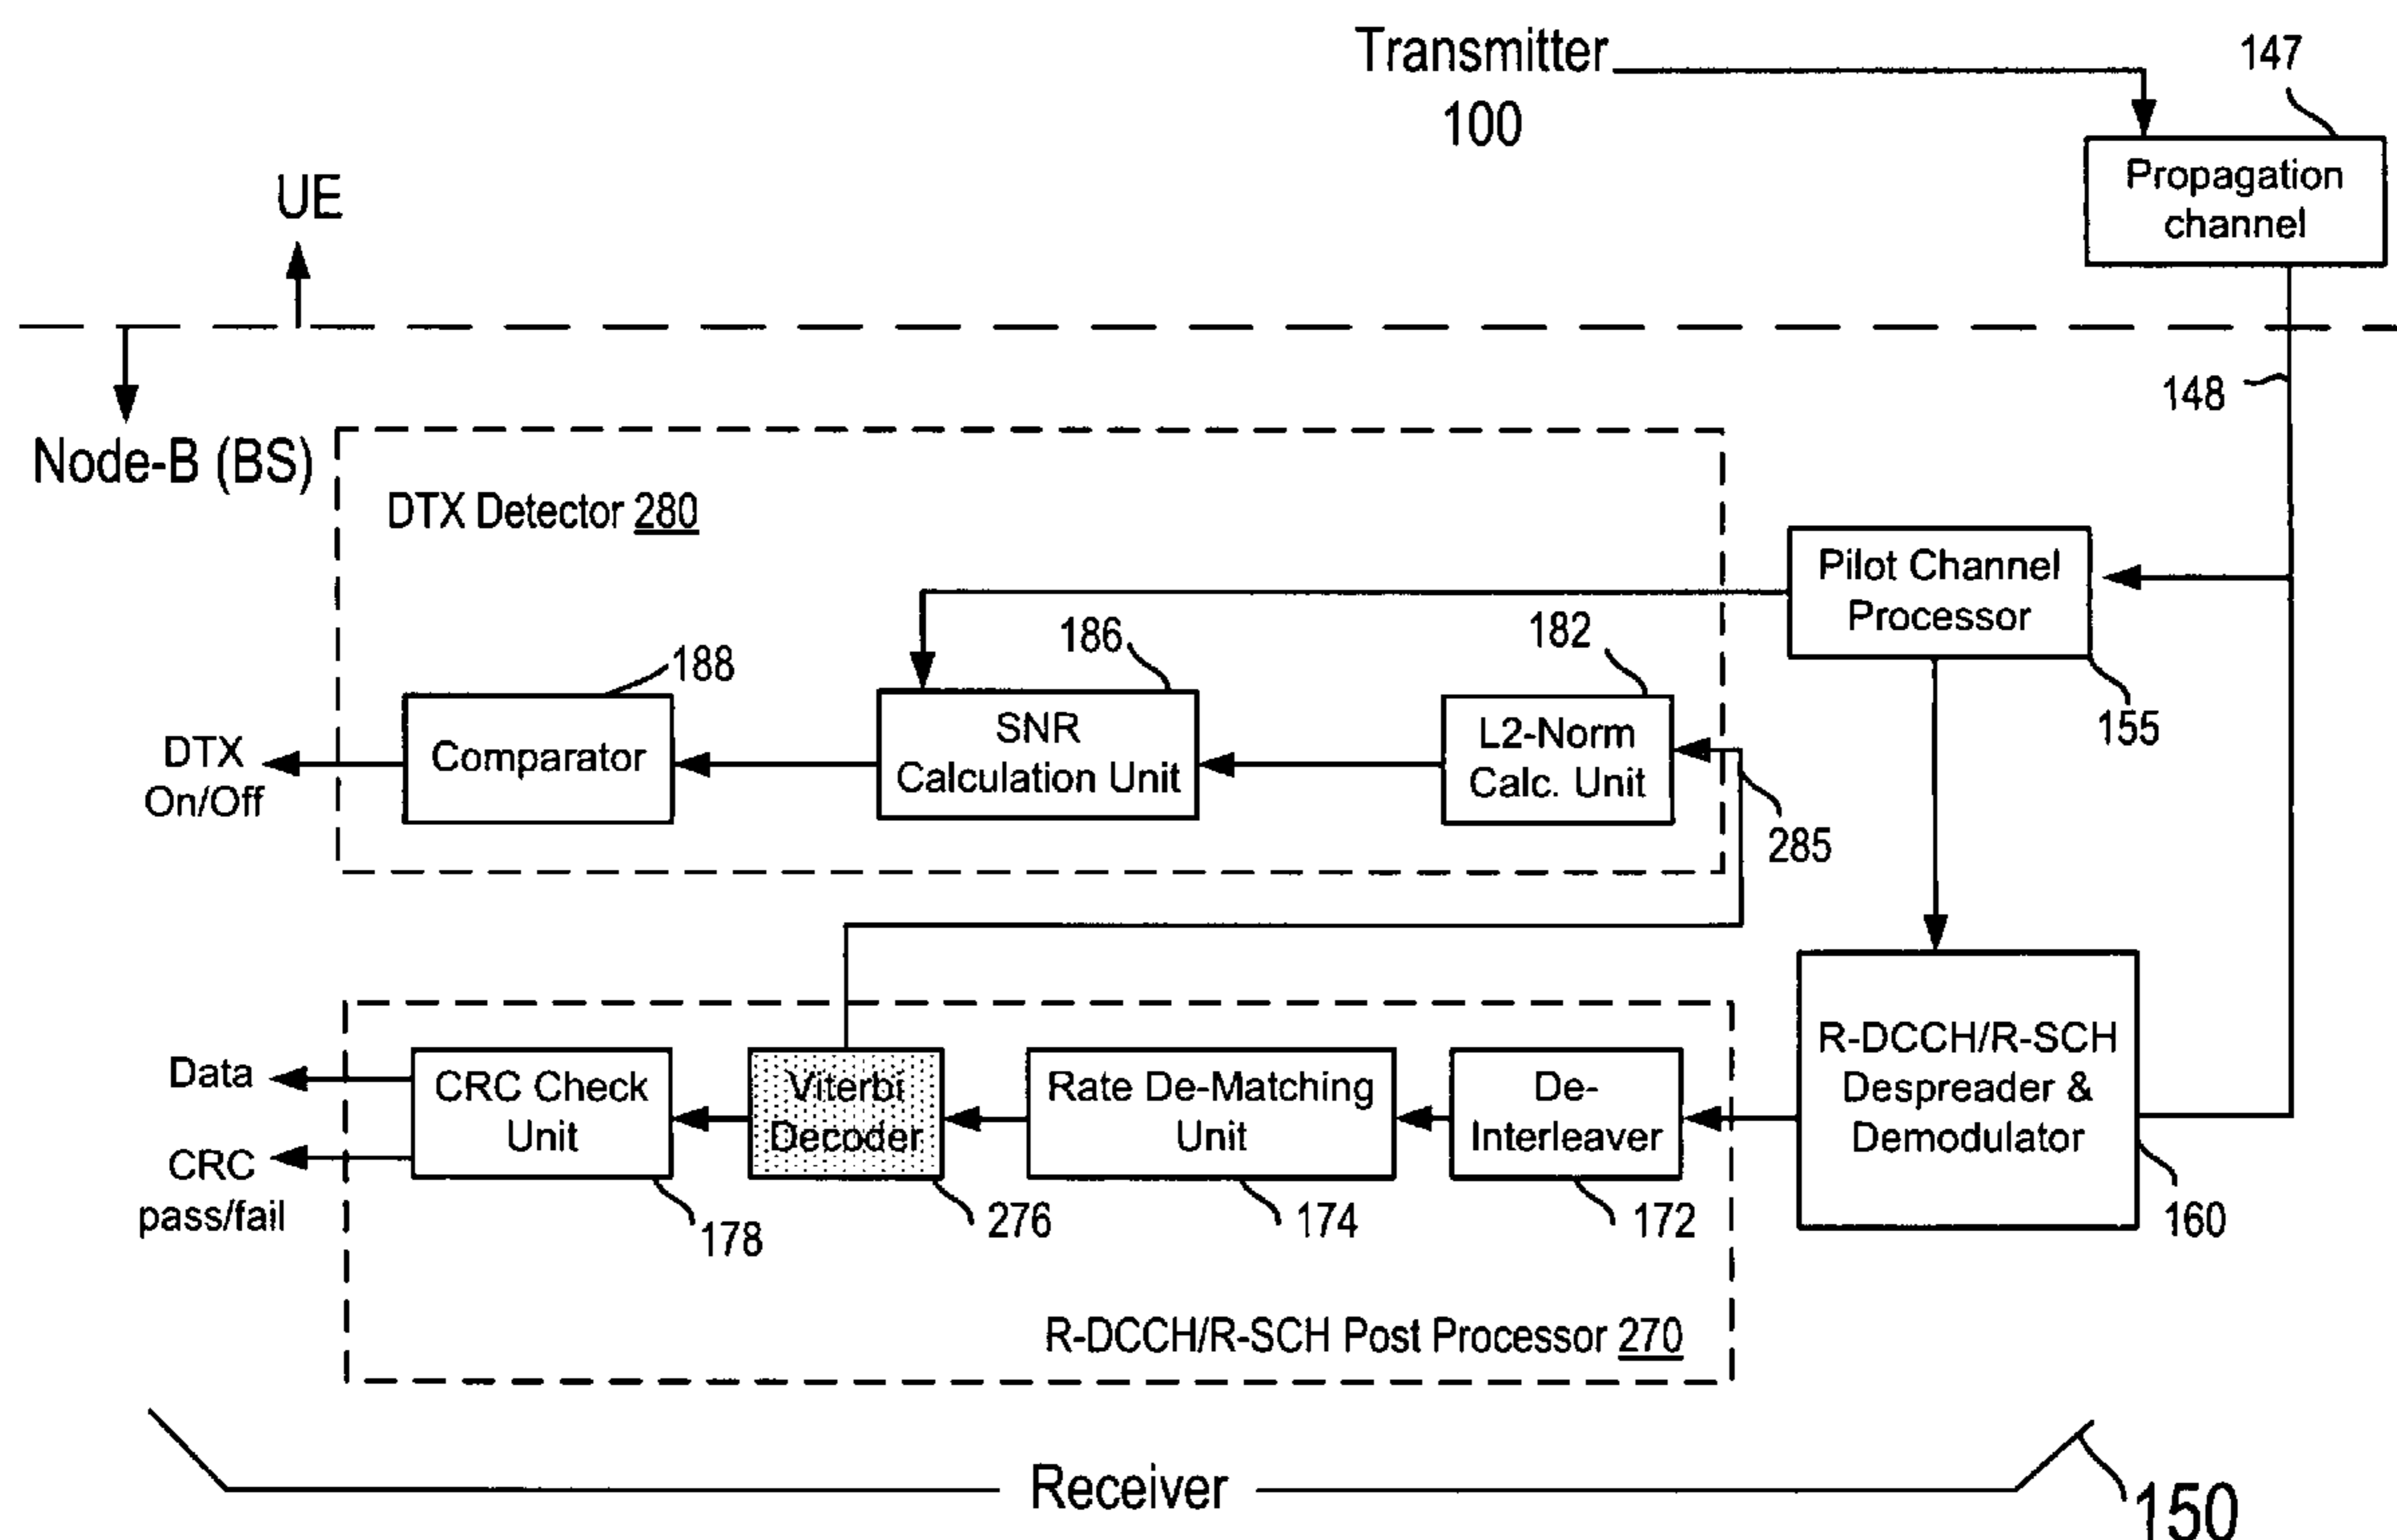 Transmitter
100
147
Propagation
channel
UE
148
Node-B (BS)
DTX Detector 280
Pilot Channel
Processor
155
188
186
182
Comparator
SNR
Calculation Unit
L2-Norm
Calc. Unit
DTX
On/Off
285
Data
CRC
pass/fail
CRC Check
Unit
Viterbi
Decoder
Rate De-Matching
Unit
De-
Interleaver
R-DCCH/R-SCH
Despreader &
Demodulator
178
276
174
172
160
R-DCCH/R-SCH Post Processor 270
Receiver
150